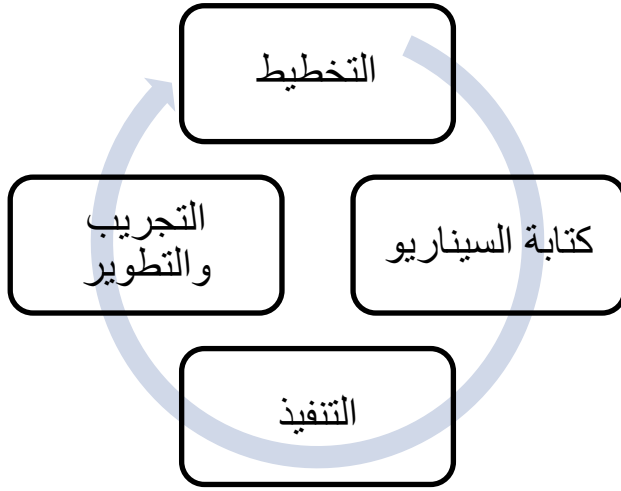 التخطيط
كتابة السيناريو
التنفيذ
التجريب
والتطوير